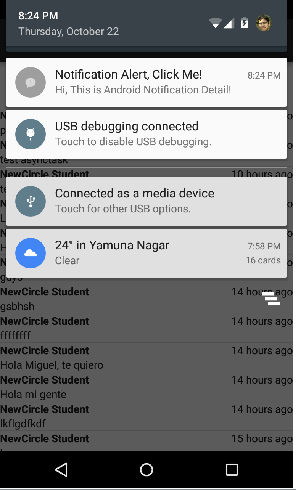 8:24 PM
Thursday, October 22
Notification Alert, Click Me!
8:24 PM
Hi, This is Android Notification Detail!
USB debugging connected
Touch to disable USB debugging.
test asynctask
10 hours ago
Connected as a media device
Touch for other USB options.
24° in Yamuna Nagar
7:58 PM
Clear
16 cards
guys
NewCircle Student
14 hours ago
gsbhsh
NewCircle Student
14 hours ago
ffffffff
NewCircle Student
14 hours ago
Hola Miguel, te quiero
NewCircle Student
14 hours ago
Hola mi gente
NewCircle Student
14 hours ago
lkflgdfkdf
NewCircle Student
15 hours ago